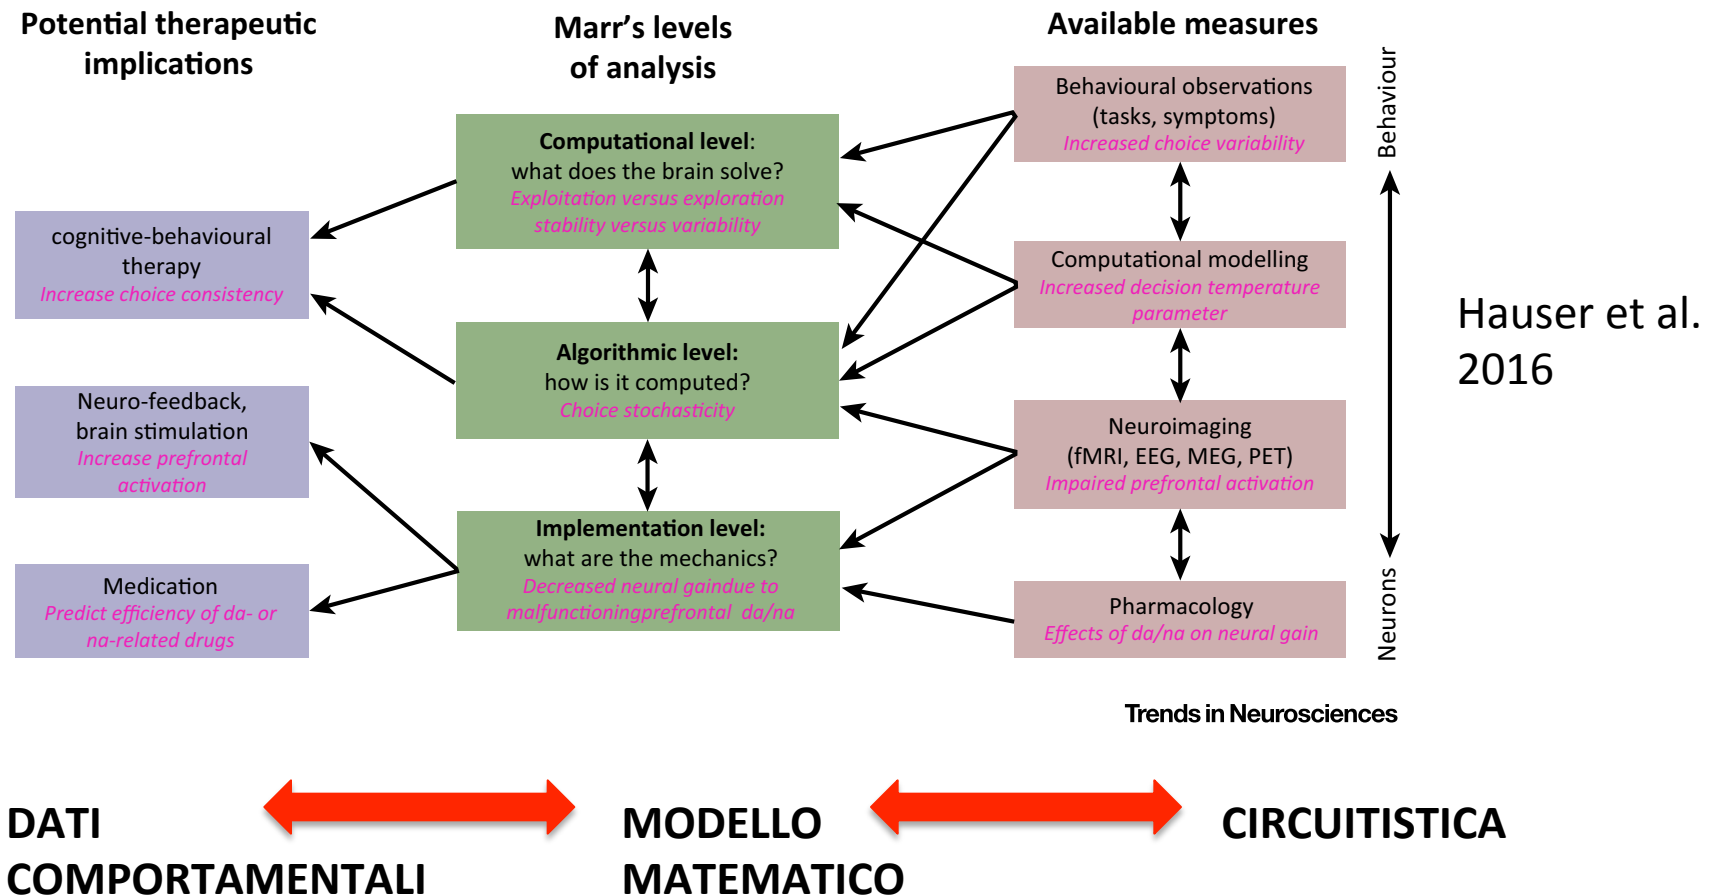 Potential therapeutic
implications
Marr's levels
of analysis
Available measures
cognitive-behavioural
therapy
Increase choice consistency
Neuro-feedback,
brain stimulation
Increase prefrontal
activation
Medication
Predict efficiency of da- or
na-related drugs
Computational level:
what does the brain solve?
Exploitation versus exploration
stability versus variability
Algorithmic level:
how is it computed?
Choice stochasticity
Implementation level:
what are the mechanics?
Decreased neural gaindue to
malfunctioningprefrontal da/na
Behavioural observations
(tasks, symptoms)
Increased choice variability
Computational modelling
Increased decision temperature
parameter
Neuroimaging
(fMRI, EEG, MEG, PET)
Impaired prefrontal activation
Pharmacology
Effects of da/na on neural gain
Behaviour
Neurons
Hauser et al.
2016
Trends in Neurosciences
DATI
COMPORTAMENTALI
MODELLO
MATEMATICO
CIRCUITISTICA